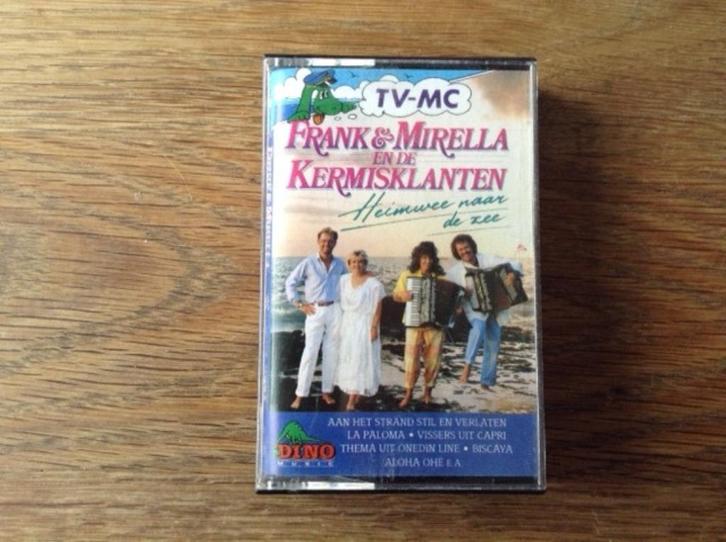 TV-MC
FRANK & MIRELLA
EN DE
KERMISKLANTEN
Heimwee naar
de zee
AAN HET STRAND STIL EN VERLATEN
LA PALOMA • VISSERS UIT CAPRI
THEMA UIT ONEDIN LINE • BISCAYA
ALOHA OHÉ E.A.
DINO
MUSIC